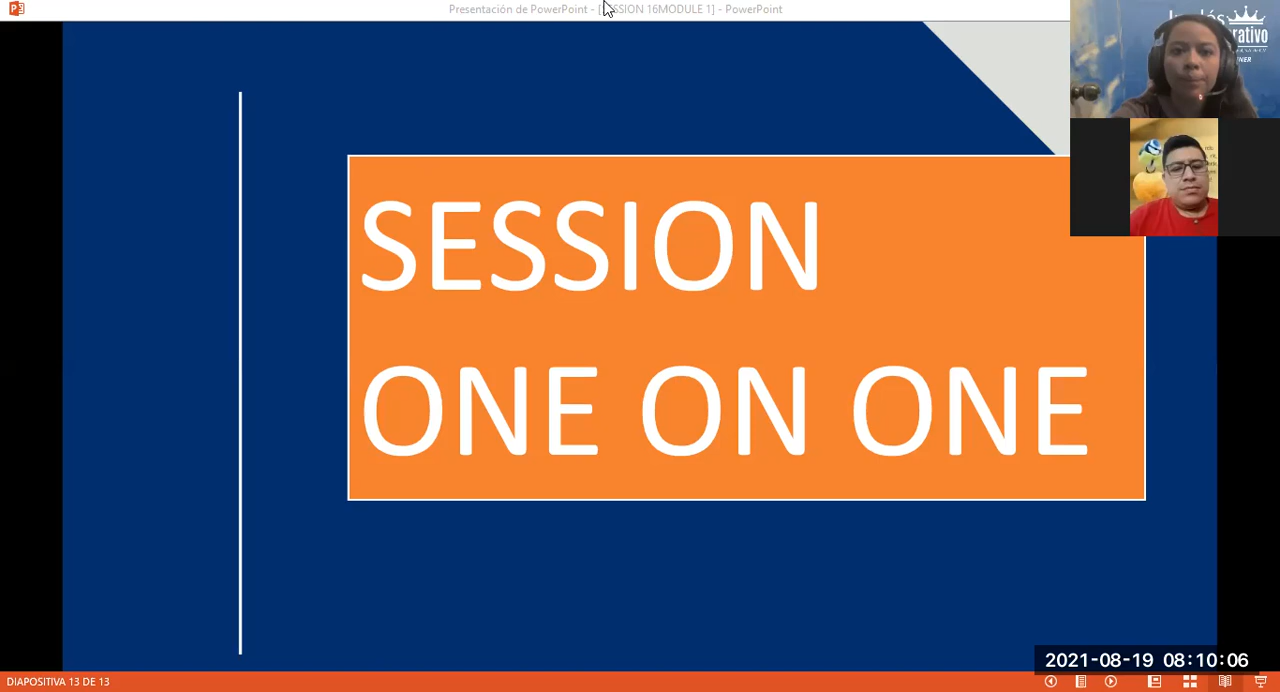 Presentación de PowerPoint - [SESSION 16MODULE 1] - PowerPoint
SESSION
ONE ON ONE
2021-08-19 08:10:06
DIAPOSITIVA 13 DE 13